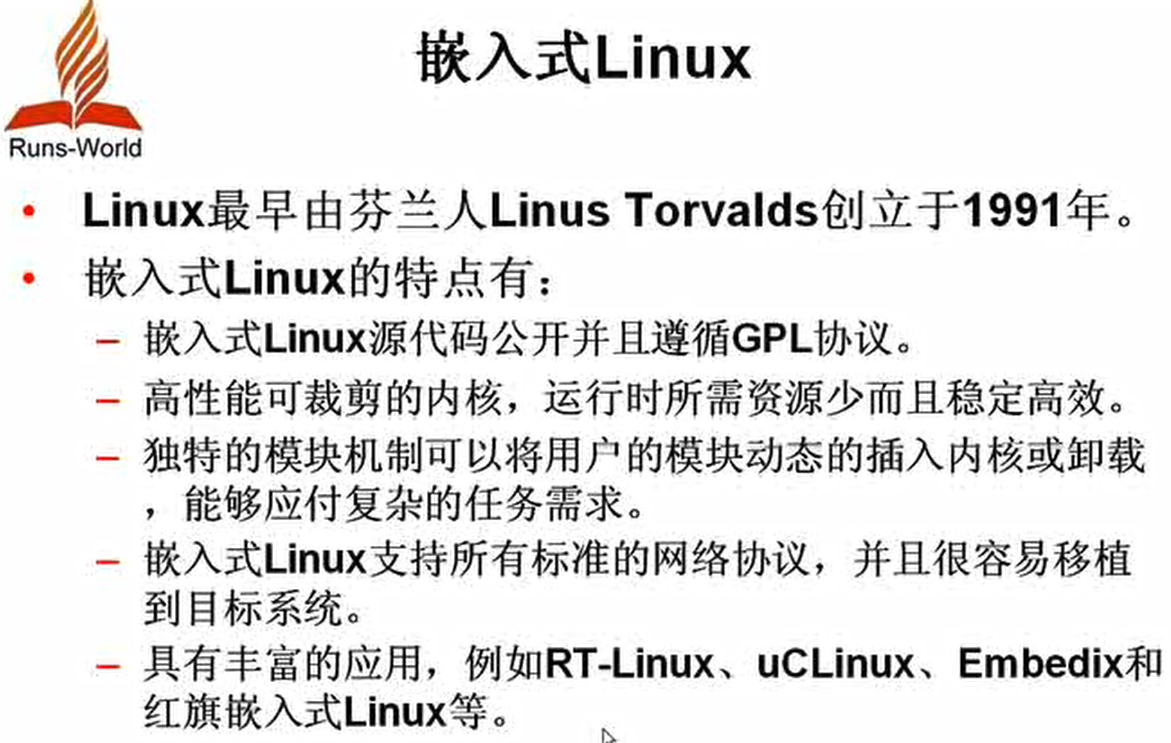 嵌入式Linux
Runs-World
• Linux最早由芬兰人Linus Torvalds创立于1991年。
• 嵌入式Linux的特点有：
– 嵌入式Linux源代码公开并且遵循GPL协议。
– 高性能可裁剪的内核，运行时所需资源少而且稳定高效。
– 独特的模块机制可以将用户的模块动态的插入内核或卸载
，能够应付复杂的任务需求。
– 嵌入式Linux支持所有标准的网络协议，并且很容易移植
到目标系统。
– 具有丰富的应用，例如RT-Linux、uCLinux、Embedix和
红旗嵌入式Linux等。